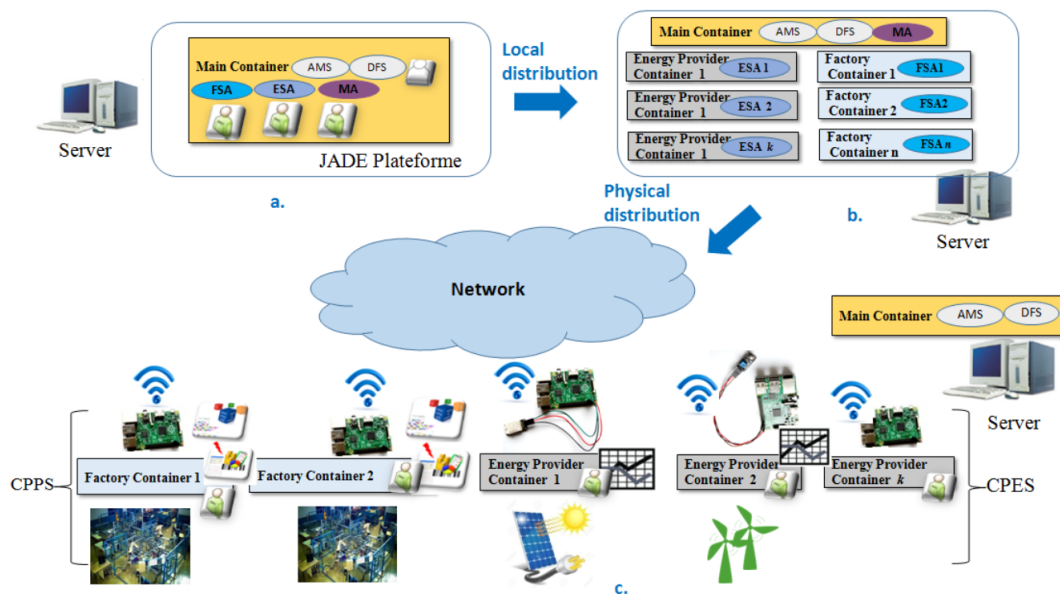 Main Container
AMS
DFS
FSA
ESA
MA
JADE Plateforme
Server
a.
Local
distribution
Main Container
AMS
DFS
MA
Energy Provider
Container 1
ESA 1
Factory
Container 1
FSA1
Energy Provider
Container 1
ESA 2
Factory
Container 2
FSA2
Energy Provider
Container 1
ESA k
Factory
Container n
FSA n
b.
Server
Physical
distribution
Network
Main Container
AMS
DFS
Server
CPPS
Factory Container 1
Factory Container 2
Energy Provider
Container 1
Energy Provider
Container 2
Energy Provider
Container k
CPES
c.